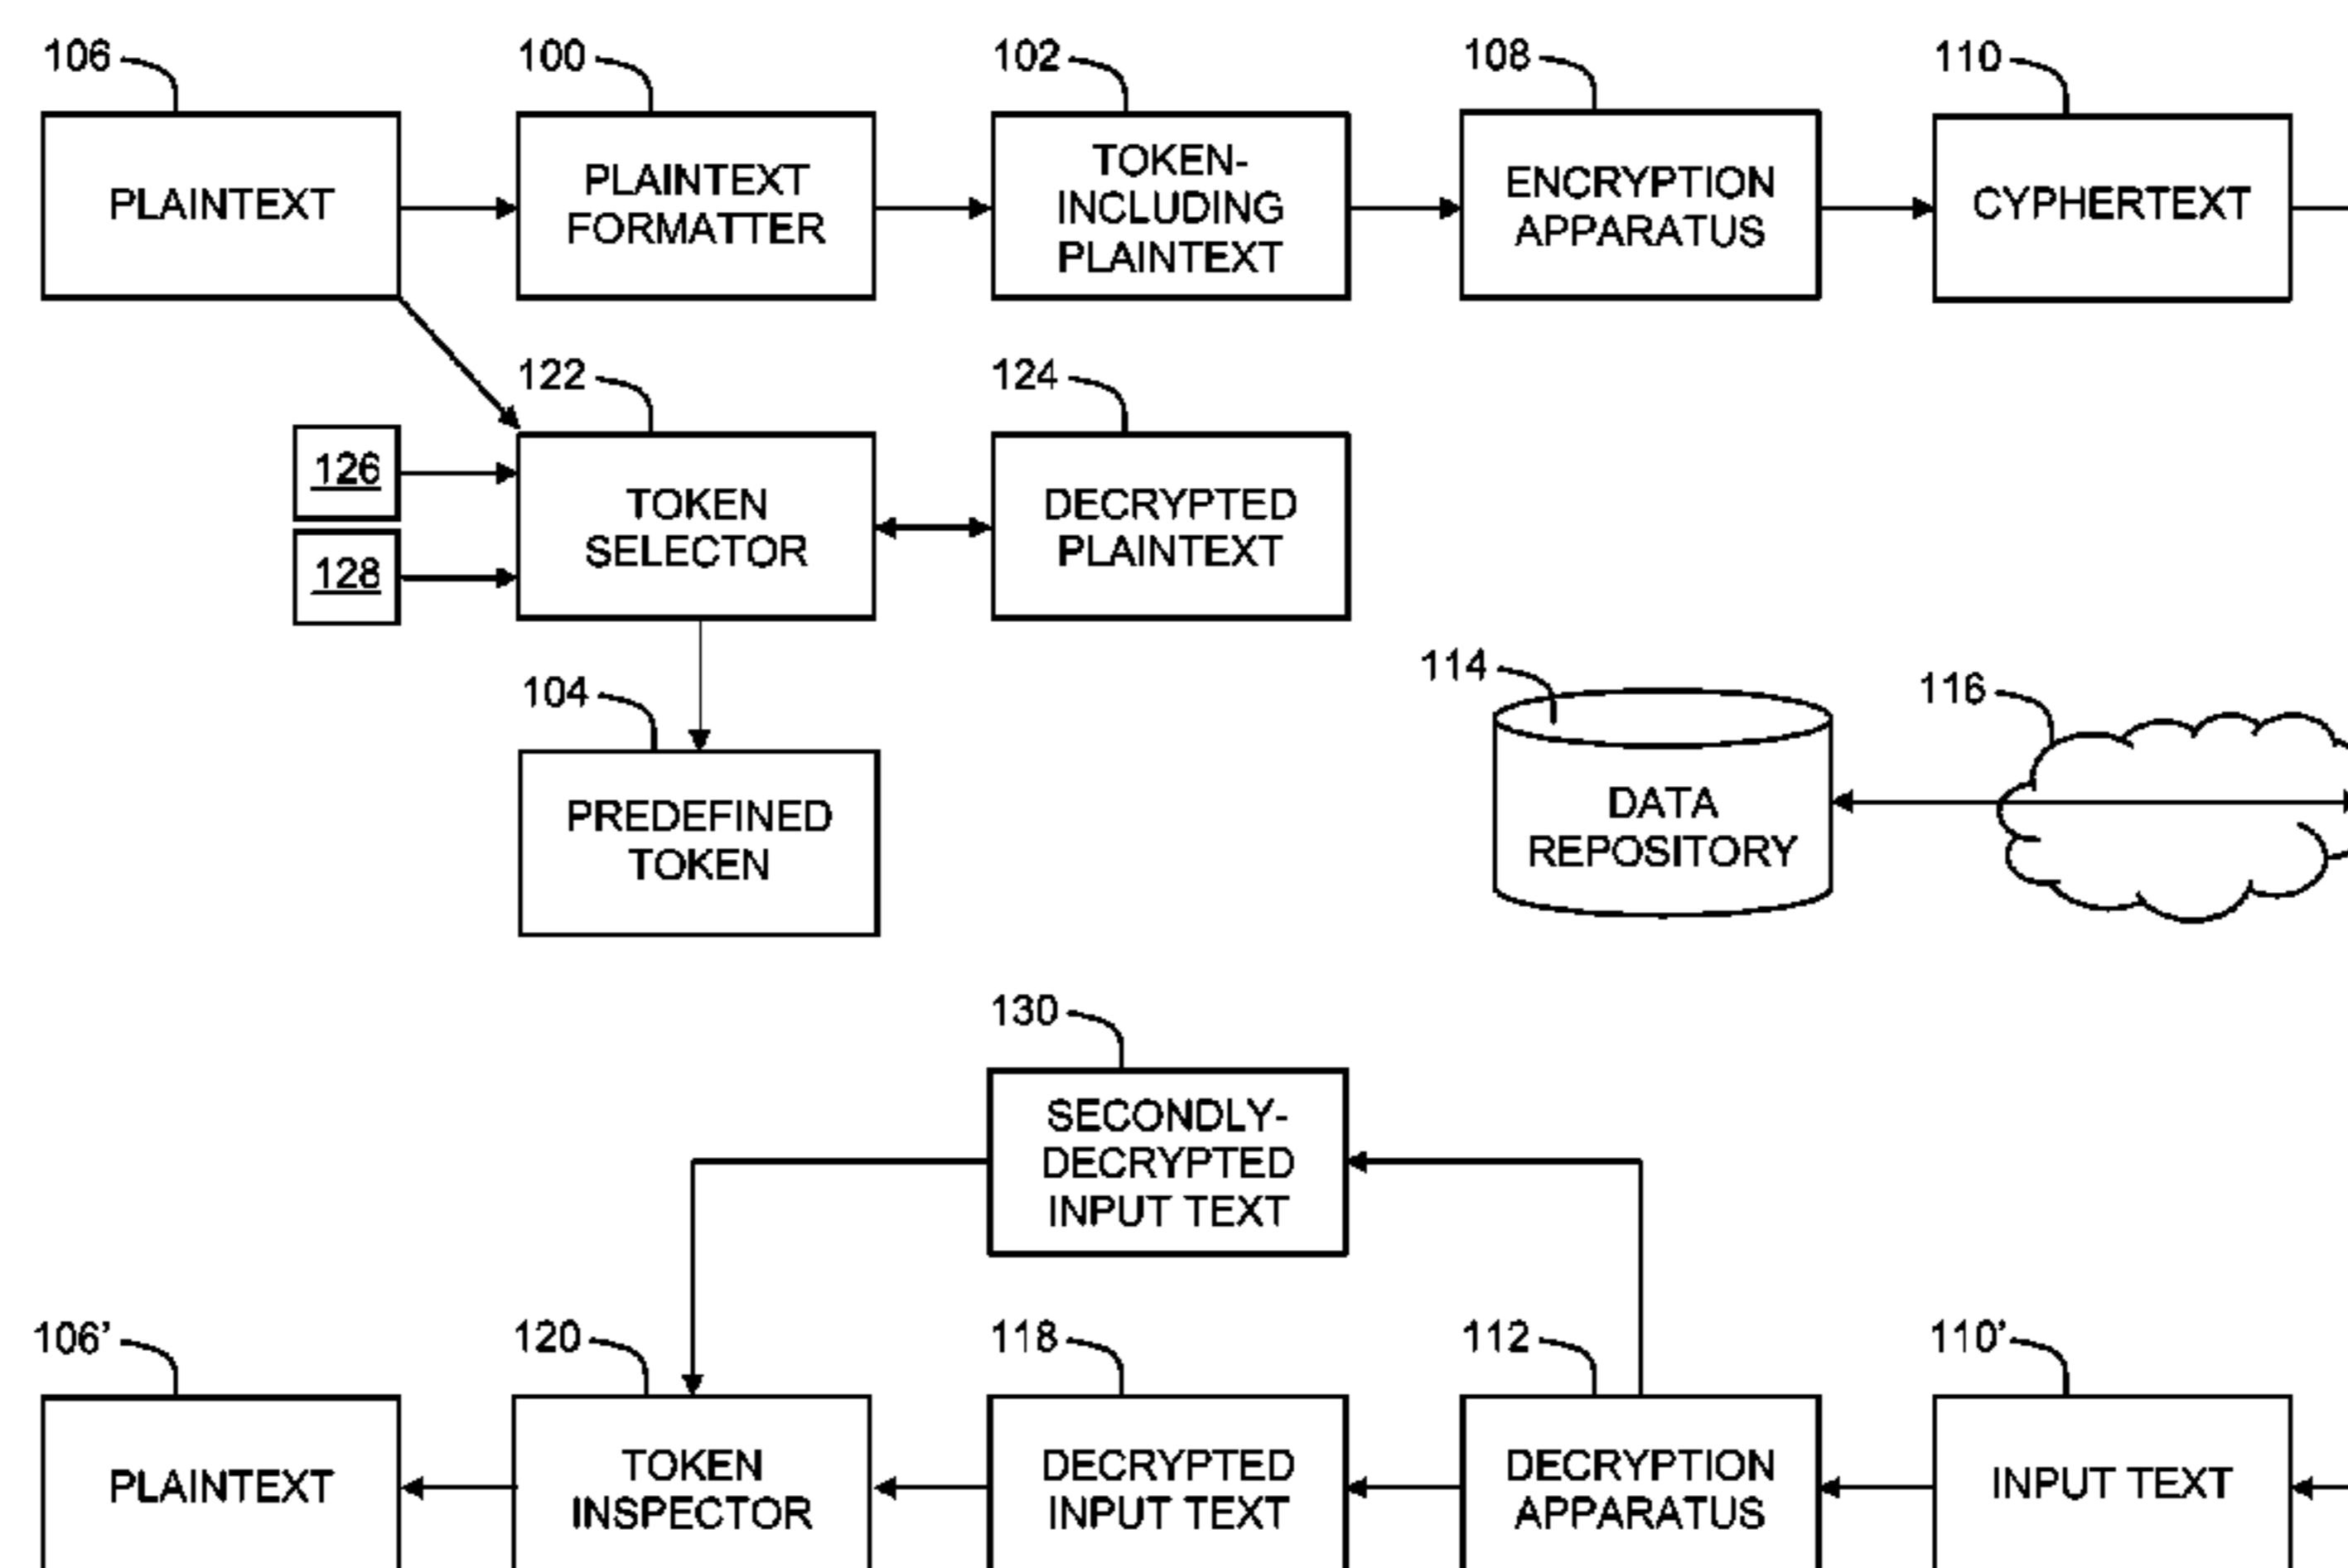 106
100
102
108
110
PLAINTEXT
PLAINTEXT
FORMATTER
TOKEN-
INCLUDING
PLAINTEXT
ENCRYPTION
APPARATUS
CYPHERTEXT
122
124
126
128
TOKEN
SELECTOR
DECRYPTED
PLAINTEXT
104
114
116
PREDEFINED
TOKEN
DATA
REPOSITORY
130
SECONDLY-
DECRYPTED
INPUT TEXT
106’
120
118
112
110’
PLAINTEXT
TOKEN
INSPECTOR
DECRYPTED
INPUT TEXT
DECRYPTION
APPARATUS
INPUT TEXT